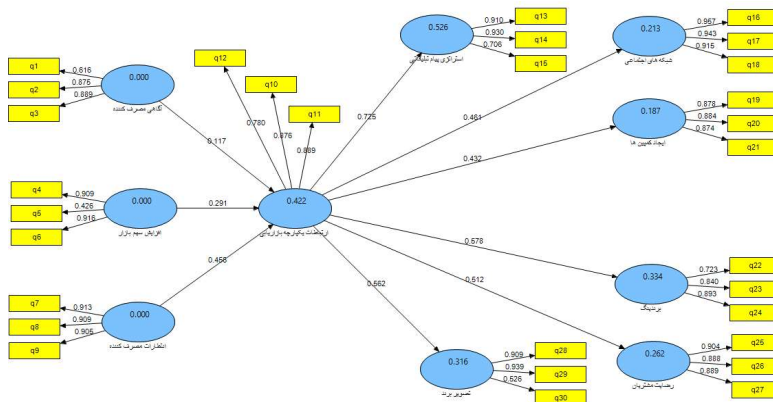 q1
q2
q3
0.616
0.876
0.889
0.000
آگاهی مصرف کننده
0.117
q4
q5
q6
0.909
0.426
0.916
0.000
افزایش سهم بازار
0.291
q7
q8
q9
0.913
0.909
0.905
0.000
انتظارات مصرف کننده
0.456
q12
q10
q11
0.780
0.876
0.889
0.422
ارتباطات یکپارچه بازاریابی
0.725
0.461
0.432
0.578
0.512
0.562
0.526
استراتژی پیام تبلیغاتی
0.910
0.930
0.706
q13
q14
q15
0.213
شبکه های اجتماعی
0.967
0.943
0.915
q16
q17
q18
0.187
ایجاد کمپین ها
0.878
0.884
0.874
q19
q20
q21
0.334
برندینگ
0.723
0.840
0.893
q22
q23
q24
0.262
رضایت مشتریان
0.904
0.888
0.889
q25
q26
q27
0.316
تصویر برند
0.909
0.939
0.526
q28
q29
q30